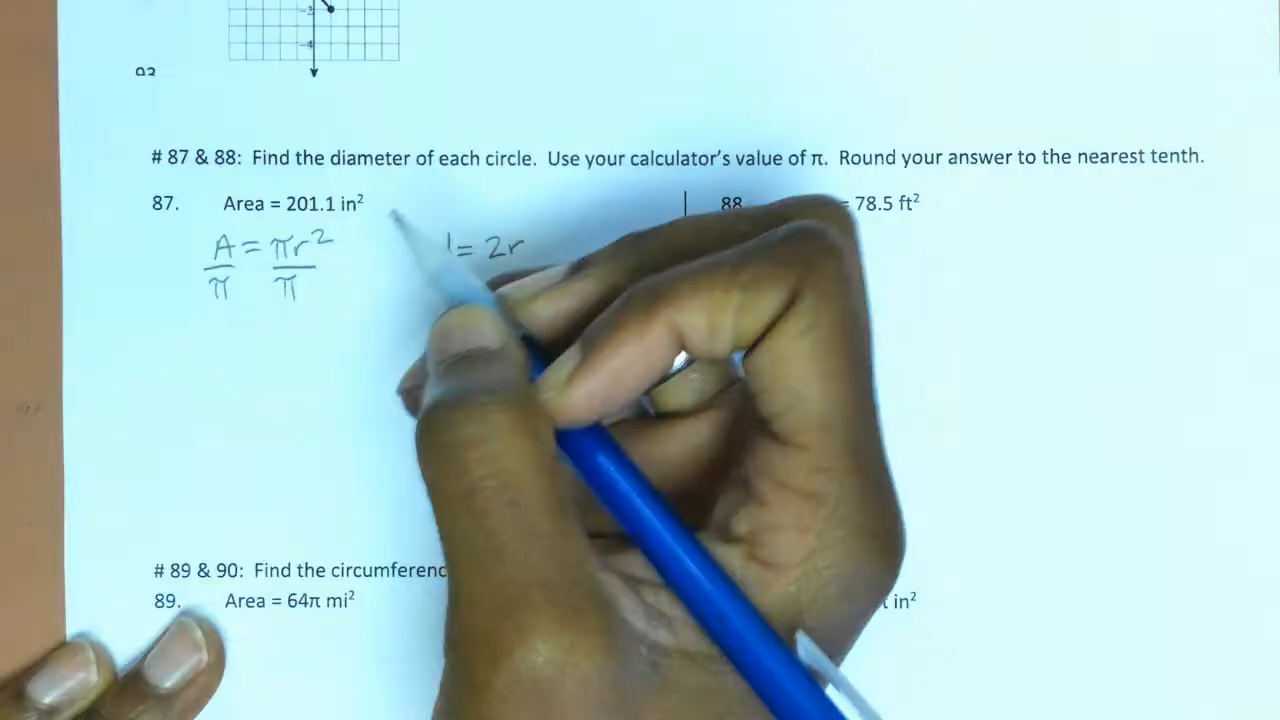 -2
-4
# 87 & 88: Find the diameter of each circle. Use your calculator's value of π. Round your answer to the nearest tenth.
87. Area = 201.1 in²
88 = 78.5 ft²
A = πr²
= 2r
π π
# 89 & 90: Find the
89. Area = 64π mi²
in²